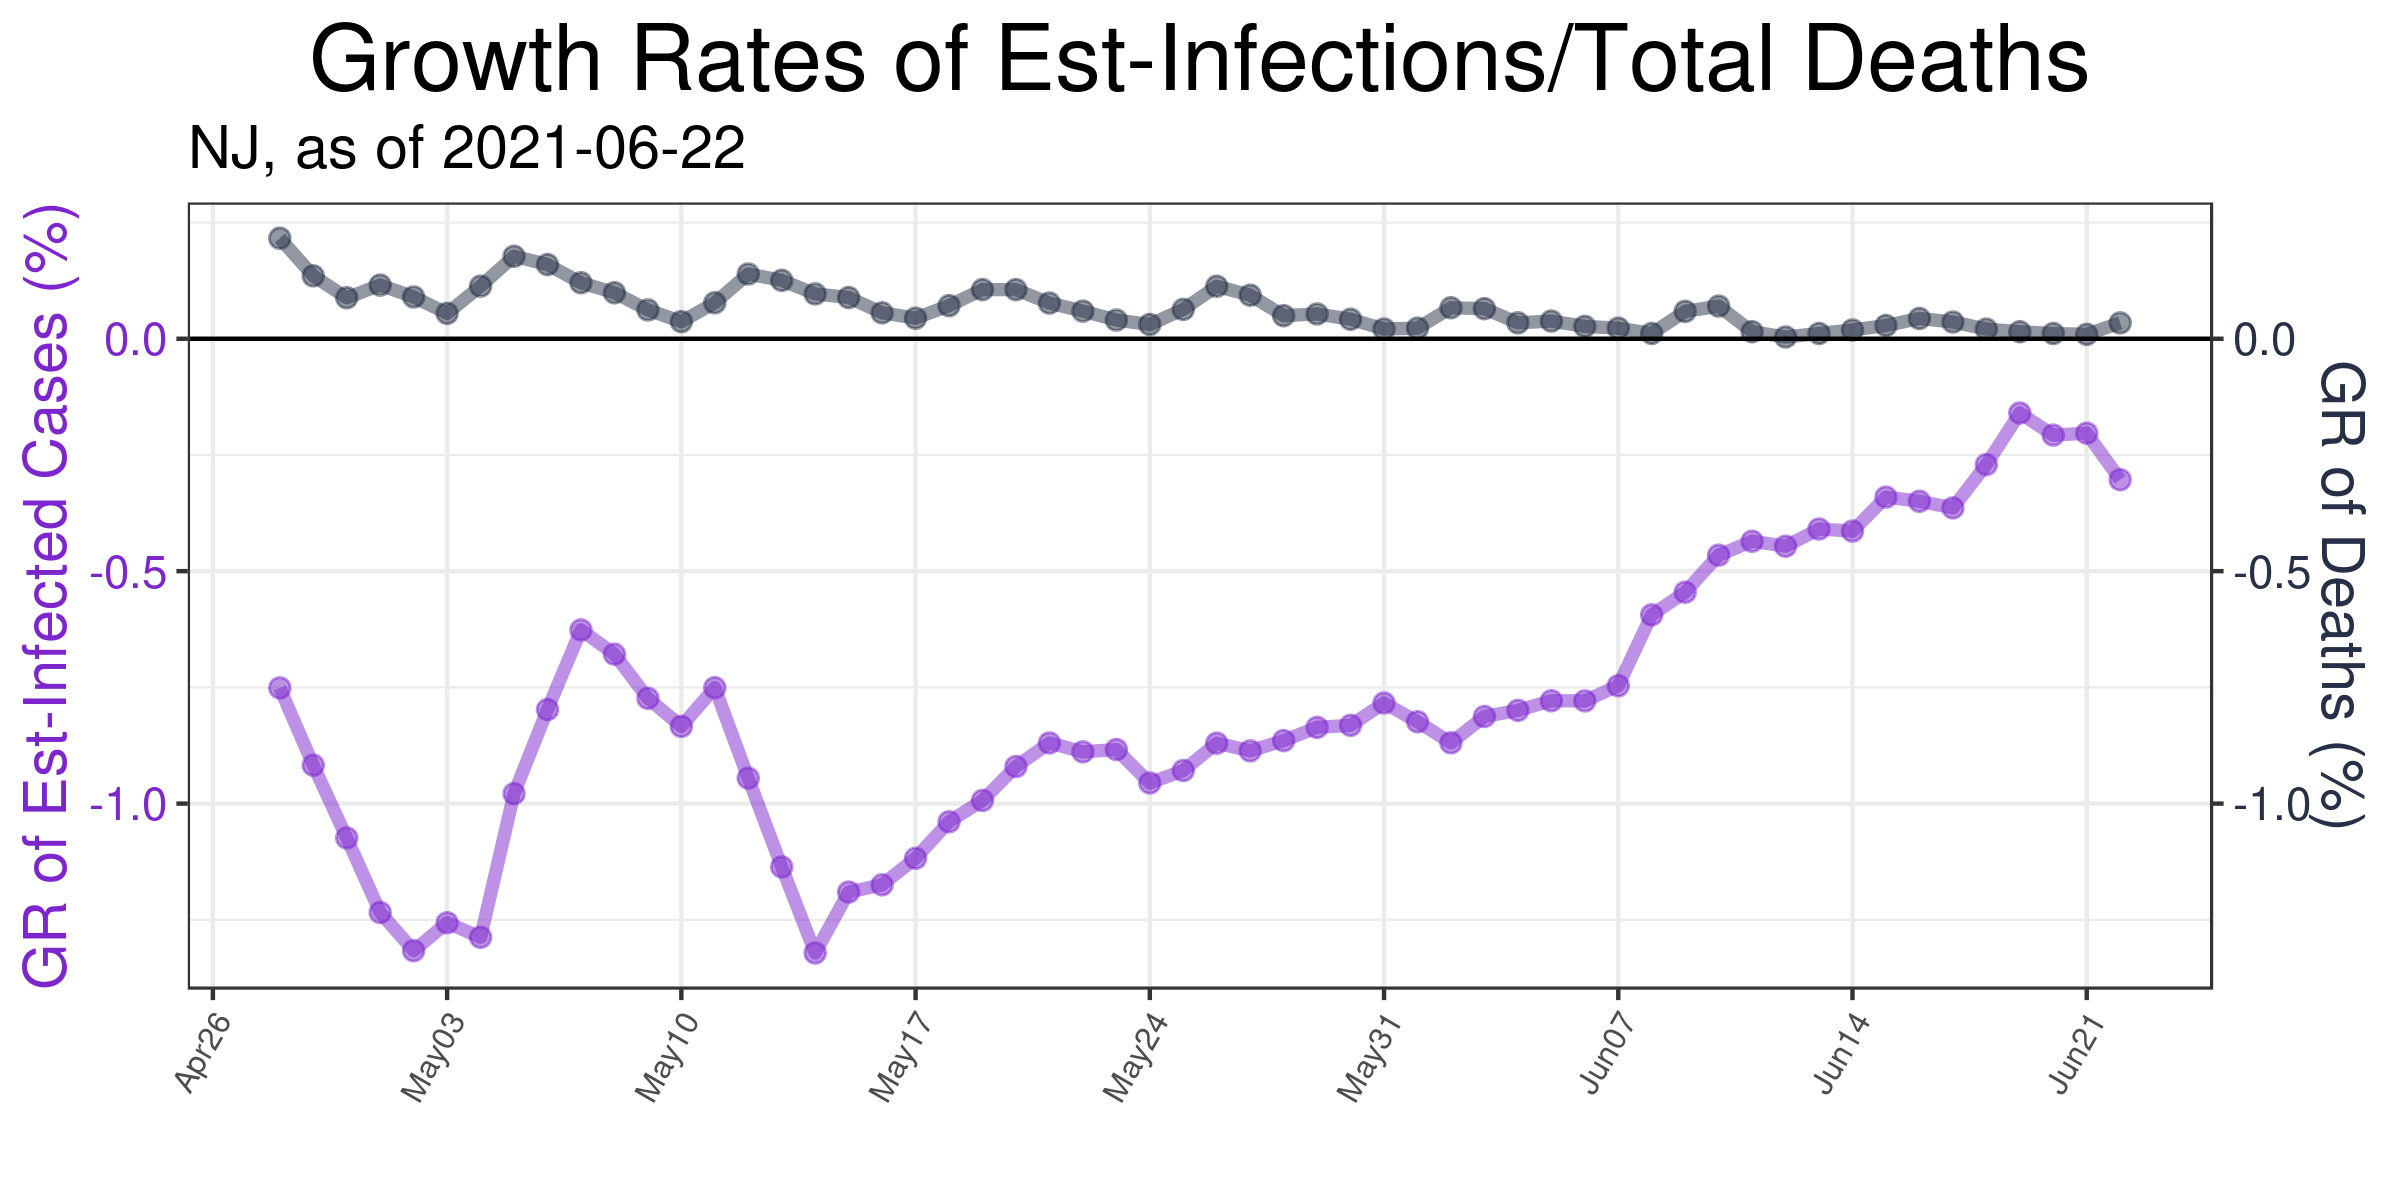 Growth Rates of Est-Infections/Total Deaths
NJ, as of 2021-06-22
GR of Est-Infected Cases (%)
0.0
-0.5
-1.0
0.0
-0.5
-1.0
GR of Deaths (%)
Apr26
May03
May10
May17
May24
May31
Jun07
Jun14
Jun21